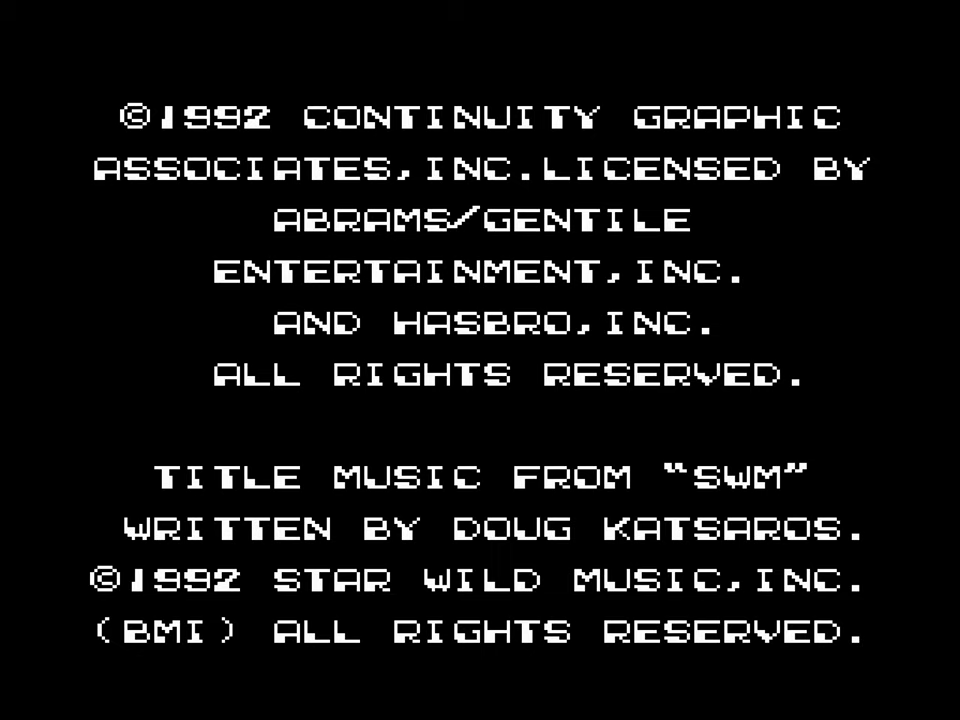 ©1992 CONTINUITY GRAPHIC
ASSOCIATES,INC.LICENSED BY
ABRAMS/GENTILE
ENTERTAINMENT,INC.
AND HASBRO,INC.
ALL RIGHTS RESERVED.
TITLE MUSIC FROM “SWM”
WRITTEN BY DOUG KATSAROS.
©1992 STAR WILD MUSIC,INC.
(BMI) ALL RIGHTS RESERVED.